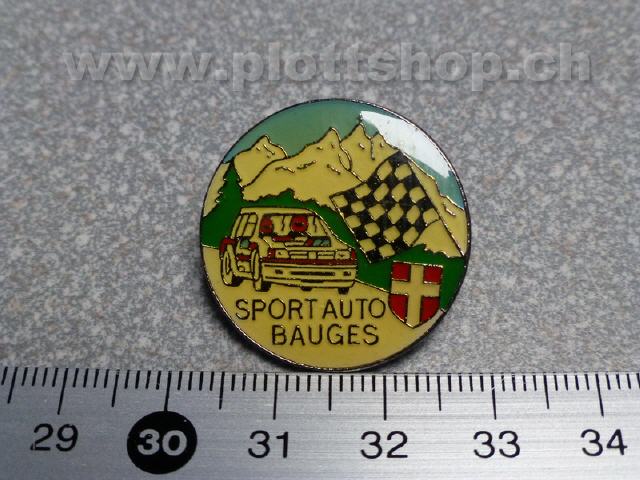 www.plottshop.ch
SPORT AUTO
BAUGES
29 30 31 32 33 34